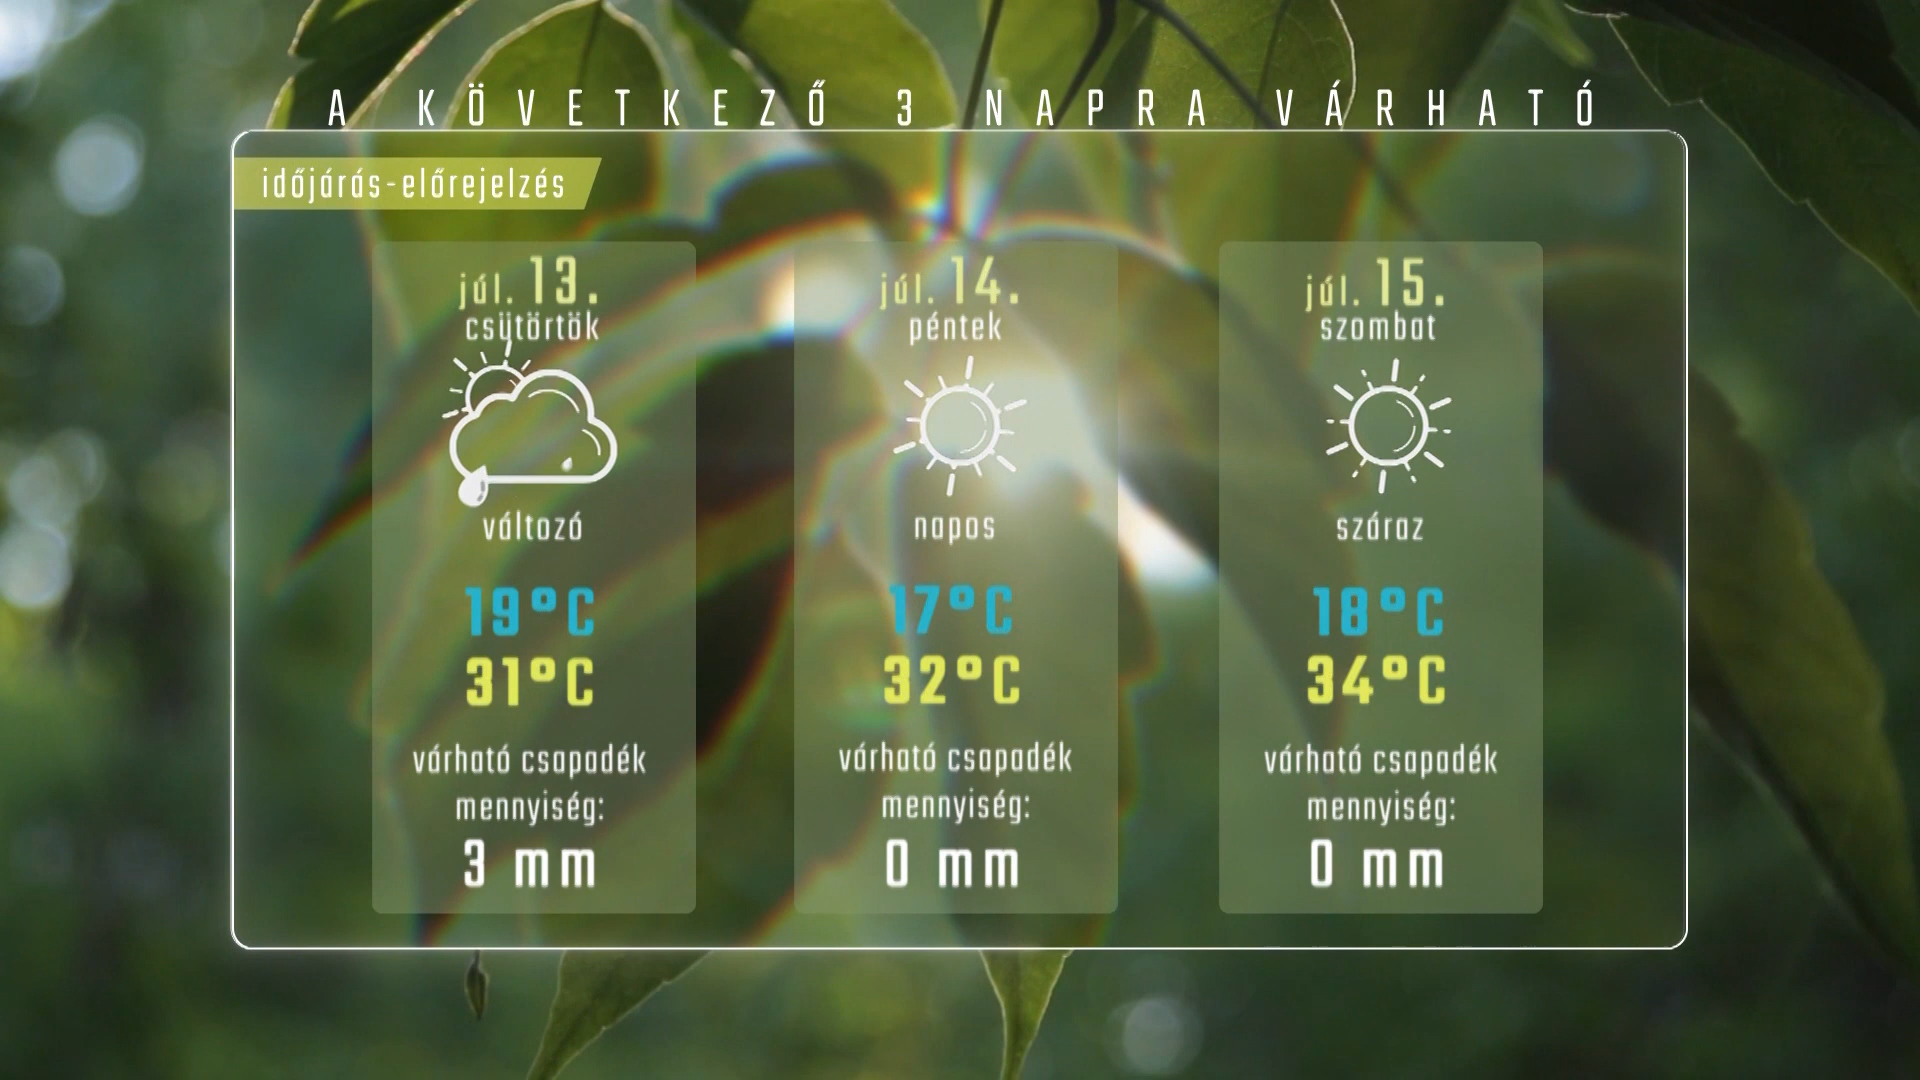 A KÖVETKEZŐ 3 NAPRA VÁRHATÓ
időjárás-előrejelzés
júl. 13.
csütörtök
változó
19°C
31°C
várható csapadék
mennyiség:
3 mm
júl. 14.
péntek
napos
17°C
32°C
várható csapadék
mennyiség:
0 mm
júl. 15.
szombat
száraz
18°C
34°C
várható csapadék
mennyiség:
0 mm